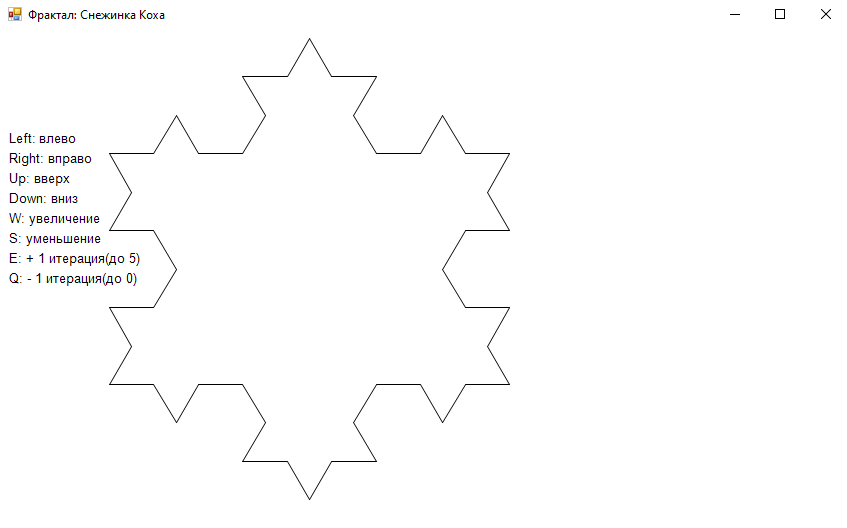 Фрактал: Снежинка Коха
Left: влево
Right: вправо
Up: вверх
Down: вниз
W: увеличение
S: уменьшение
E: + 1 итерация(до 5)
Q: - 1 итерация(до 0)